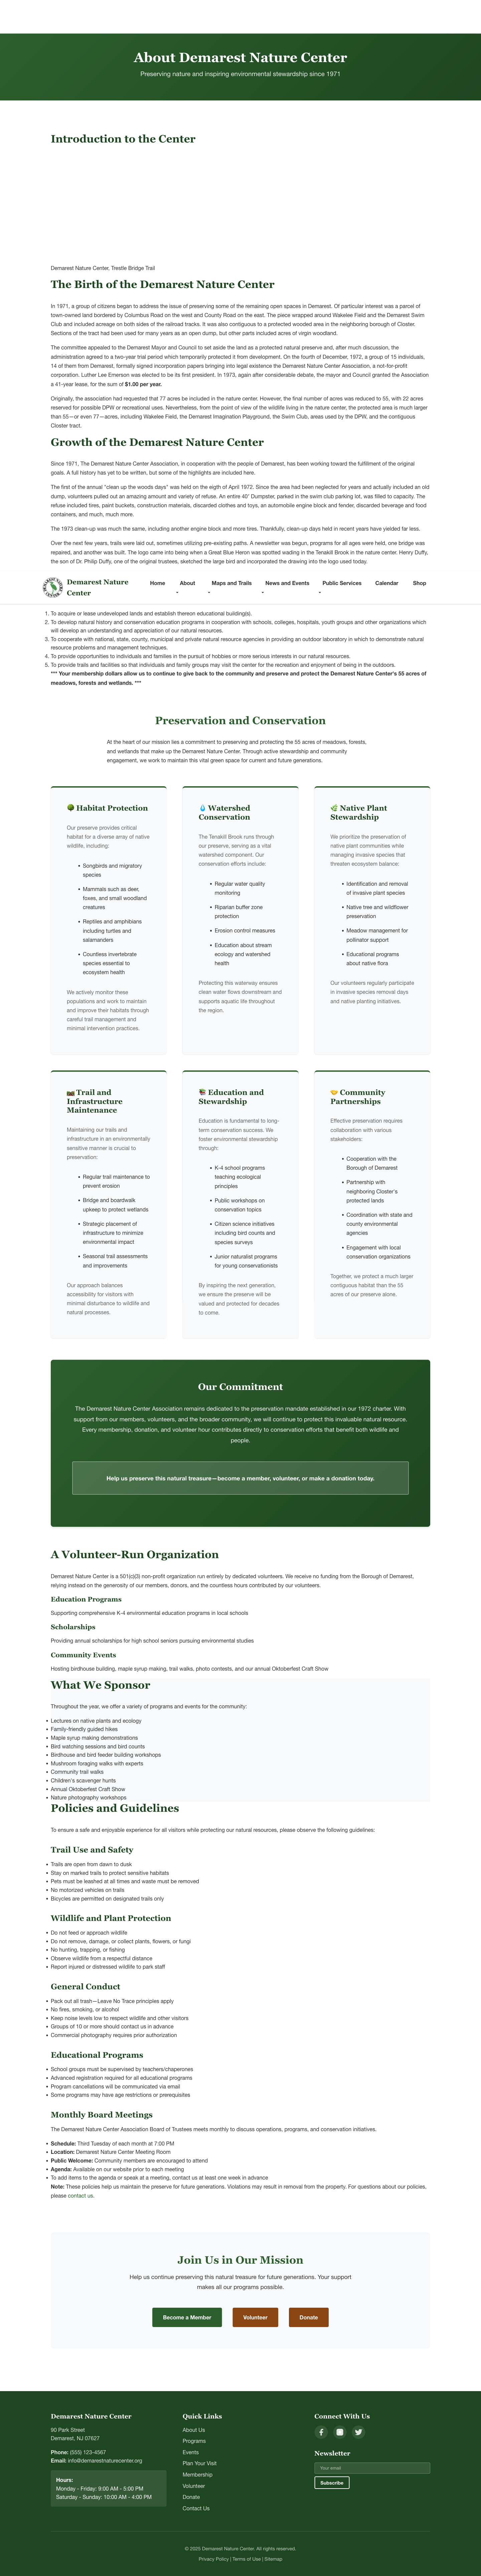 About Demarest Nature Center
Preserving nature and inspiring environmental stewardship since 1971
Introduction to the Center
Demarest Nature Center, Trestle Bridge Trail
The Birth of the Demarest Nature Center
In 1971, a group of citizens began to address the issue of preserving some of the remaining open spaces in Demarest. Of particular interest was a parcel of
town-owned land bordered by Columbus Road on the west and County Road on the east. The piece wrapped around Wakelee Field and the Demarest Swim
Club and included acreage on both sides of the railroad tracks. It was also contiguous to a protected wooded area in the neighboring borough of Closter.
Sections of the tract had been used for many years as an open dump, but other parts included acres of virgin woodland.
The committee appealed to the Demarest Mayor and Council to set aside the land as a protected natural preserve and, after much discussion, the
administration agreed to a two-year trial period which temporarily protected it from development. On the fourth of December, 1972, a group of 15 individuals,
14 of them from Demarest, formally signed incorporation papers bringing into legal existence the Demarest Nature Center Association, a not-for-profit
corporation. Luther Lee Emerson was elected to be its first president. In 1973, again after considerable debate, the mayor and Council granted the Association
a 41-year lease, for the sum of $1.00 per year.
Originally, the association had requested that 77 acres be included in the nature center. However, the final number of acres was reduced to 55, with 22 acres
reserved for possible DPW or recreational uses. Nevertheless, from the point of view of the wildlife living in the nature center, the protected area is much larger
than 55—or even 77—acres, including Wakelee Field, the Demarest Imagination Playground, the Swim Club, areas used by the DPW, and the contiguous
Closter tract.
Growth of the Demarest Nature Center
Since 1971, The Demarest Nature Center Association, in cooperation with the people of Demarest, has been working toward the fulfillment of the original
goals. A full history has yet to be written, but some of the highlights are included here.
The first of the annual "clean up the woods days" was held on the eigth of April 1972. Since the area had been neglected for years and actually included an old
dump, volunteers pulled out an amazing amount and variety of refuse. An entire 40' Dumpster, parked in the swim club parking lot, was filled to capacity. The
refuse included tires, paint buckets, construction materials, discarded clothes and toys, an automobile engine block and fender, discarded beverage and food
containers, and much, much more.
The 1973 clean-up was much the same, including another engine block and more tires. Thankfully, clean-up days held in recent years have yielded far less.
Over the next few years. trails were laid out, sometimes utilizing pre-existing paths. A newsletter was begun, programs for all ages were held, one bridge was
repaired, and another was built. The logo came into being when a Great Blue Heron was spotted wading in the Tenakill Brook in the nature center. Henry Duffy,
the son of Dr. Philip Duffy, one of the original trustees, sketched the large bird and incorporated the drawing into the logo used today.
Demarest Nature
Center
Home About Maps and Trails News and Events Public Services Calendar Shop
1. To acquire or lease undeveloped lands and establish thereon educational building(s).
2. To develop natural history and conservation education programs in cooperation with schools, colleges, hospitals, youth groups and other organizations which
will develop an understanding and appreciation of our natural resources.
3. To cooperate with national, state, county, municipal and private natural resource agencies in providing an outdoor laboratory in which to demonstrate natural
resource problems and management techniques.
4. To provide opportunities to individuals and families in the pursuit of hobbies or more serious interests in our natural resources.
5. To provide trails and facilities so that individuals and family groups may visit the center for the recreation and enjoyment of being in the outdoors.
*** Your membership dollars allow us to continue to give back to the community and preserve and protect the Demarest Nature Center's 55 acres of
meadows, forests and wetlands. ***
Preservation and Conservation
At the heart of our mission lies a commitment to preserving and protecting the 55 acres of meadows, forests,
and wetlands that make up the Demarest Nature Center. Through active stewardship and community
engagement, we work to maintain this vital green space for current and future generations.
Habitat Protection
Our preserve provides critical
habitat for a diverse array of native
wildlife, including:
• Songbirds and migratory
species
• Mammals such as deer,
foxes, and small woodland
creatures
• Reptiles and amphibians
including turtles and
salamanders
• Countless invertebrate
species essential to
ecosystem health
We actively monitor these
populations and work to maintain
and improve their habitats through
careful trail management and
minimal intervention practices.
Watershed
Conservation
The Tenakill Brook runs through
our preserve, serving as a vital
watershed component. Our
conservation efforts include:
• Regular water quality
monitoring
• Riparian buffer zone
protection
• Erosion control measures
• Education about stream
ecology and watershed
health
Protecting this waterway ensures
clean water flows downstream and
supports aquatic life throughout
the region.
Native Plant
Stewardship
We prioritize the preservation of
native plant communities while
managing invasive species that
threaten ecosystem balance:
• Identification and removal
of invasive plant species
• Native tree and wildflower
preservation
• Meadow management for
pollinator support
• Educational programs
about native flora
Our volunteers regularly participate
in invasive species removal days
and native planting initiatives.
Trail and
Infrastructure
Maintenance
Maintaining our trails and
infrastructure in an environmentally
sensitive manner is crucial to
preservation:
• Regular trail maintenance to
prevent erosion
• Bridge and boardwalk
upkeep to protect wetlands
• Strategic placement of
infrastructure to minimize
environmental impact
• Seasonal trail assessments
and improvements
Our approach balances
accessibility for visitors with
minimal disturbance to wildlife and
natural processes.
Education and
Stewardship
Education is fundamental to long-
term conservation success. We
foster environmental stewardship
through:
• K-4 school programs
teaching ecological
principles
• Public workshops on
conservation topics
• Citizen science initiatives
including bird counts and
species surveys
• Junior naturalist programs
for young conservationists
By inspiring the next generation,
we ensure the preserve will be
valued and protected for decades
to come.
Community
Partnerships
Effective preservation requires
collaboration with various
stakeholders:
• Cooperation with the
Borough of Demarest
• Partnership with
neighboring Closter's
protected lands
• Coordination with state and
county environmental
agencies
• Engagement with local
conservation organizations
Together, we protect a much larger
contiguous habitat than the 55
acres of our preserve alone.
Our Commitment
The Demarest Nature Center Association remains dedicated to the preservation mandate established in our 1972 charter. With
support from our members, volunteers, and the broader community, we will continue to protect this invaluable natural resource.
Every membership, donation, and volunteer hour contributes directly to conservation efforts that benefit both wildlife and
people.
Help us preserve this natural treasure—become a member, volunteer, or make a donation today.
A Volunteer-Run Organization
Demarest Nature Center is a 501(c)(3) non-profit organization run entirely by dedicated volunteers. We receive no funding from the Borough of Demarest,
relying instead on the generosity of our members, donors, and the countless hours contributed by our volunteers.
Education Programs
Supporting comprehensive K-4 environmental education programs in local schools
Scholarships
Providing annual scholarships for high school seniors pursuing environmental studies
Community Events
Hosting birdhouse building, maple syrup making, trail walks, photo contests, and our annual Oktoberfest Craft Show
What We Sponsor
Throughout the year, we offer a variety of programs and events for the community:
• Lectures on native plants and ecology
• Family-friendly guided hikes
• Maple syrup making demonstrations
• Bird watching sessions and bird counts
• Birdhouse and bird feeder building workshops
• Mushroom foraging walks with experts
• Community trail walks
• Children's scavenger hunts
• Annual Oktoberfest Craft Show
• Nature photography workshops
Policies and Guidelines
To ensure a safe and enjoyable experience for all visitors while protecting our natural resources, please observe the following guidelines:
Trail Use and Safety
• Trails are open from dawn to dusk
• Stay on marked trails to protect sensitive habitats
• Pets must be leashed at all times and waste must be removed
• No motorized vehicles on trails
• Bicycles are permitted on designated trails only
Wildlife and Plant Protection
• Do not feed or approach wildlife
• Do not remove, damage, or collect plants, flowers, or fungi
• No hunting, trapping, or fishing
• Observe wildlife from a respectful distance
• Report injured or distressed wildlife to park staff
General Conduct
• Pack out all trash—Leave No Trace principles apply
• No fires, smoking, or alcohol
• Keep noise levels low to respect wildlife and other visitors
• Groups of 10 or more should contact us in advance
• Commercial photography requires prior authorization
Educational Programs
• School groups must be supervised by teachers/chaperones
• Advanced registration required for all educational programs
• Program cancellations will be communicated via email
• Some programs may have age restrictions or prerequisites
Monthly Board Meetings
The Demarest Nature Center Association Board of Trustees meets monthly to discuss operations, programs, and conservation initiatives.
• Schedule: Third Tuesday of each month at 7:00 PM
• Location: Demarest Nature Center Meeting Room
• Public Welcome: Community members are encouraged to attend
• Agenda: Available on our website prior to each meeting
• To add items to the agenda or speak at a meeting, contact us at least one week in advance
Note: These policies help us maintain the preserve for future generations. Violations may result in removal from the property. For questions about our policies,
please contact us.
Join Us in Our Mission
Help us continue preserving this natural treasure for future generations. Your support
makes all our programs possible.
Become a Member Volunteer Donate
Demarest Nature Center
90 Park Street
Demarest, NJ 07627
Phone: (555) 123-4567
Email: info@demarestnaturecenter.org
Hours:
Monday - Friday: 9:00 AM - 5:00 PM
Saturday - Sunday: 10:00 AM - 4:00 PM
Quick Links
About Us
Programs
Events
Plan Your Visit
Membership
Volunteer
Donate
Contact Us
Connect With Us
Newsletter
Your email
Subscribe
© 2025 Demarest Nature Center. All rights reserved.
Privacy Policy | Terms of Use | Sitemap